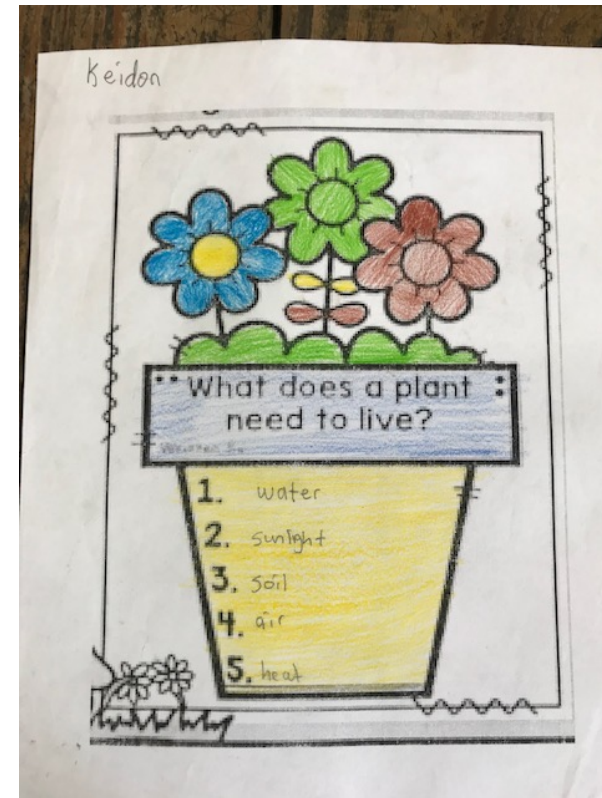 Keidon
What does a plant
need to live?
1. water
2. sunlight
3. soil
4. air
5. heat